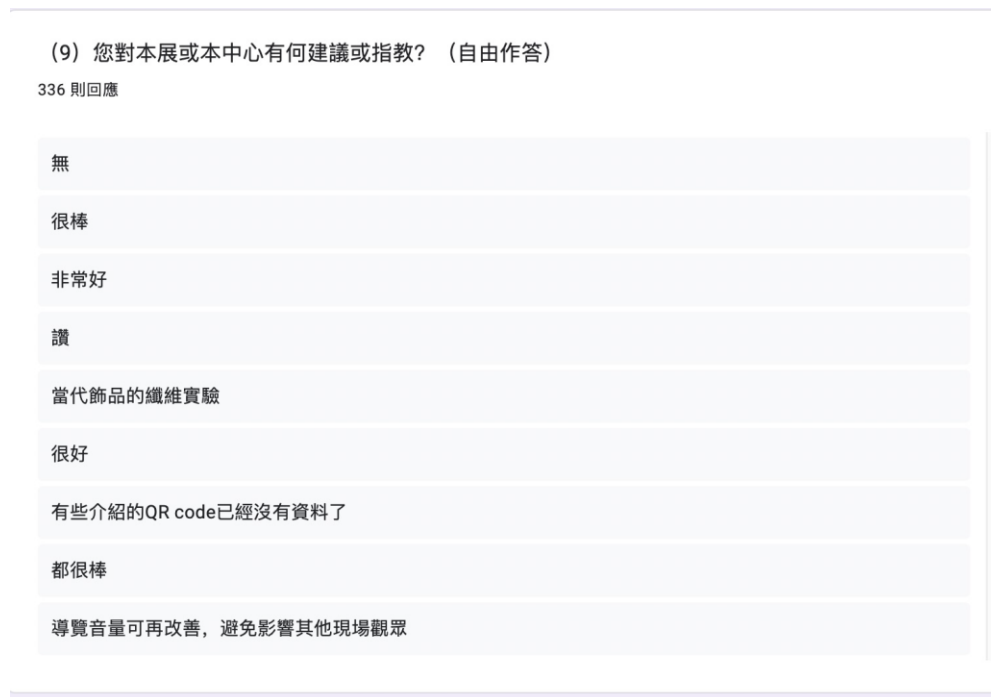 （9）您對本展或本中心有何建議或指教？（自由作答）
336 則回應
無
很棒
非常好
讚
當代飾品的纖維實驗
很好
有些介紹的QR code已經沒有資料了
都很棒
導覽音量可再改善，避免影響其他現場觀眾